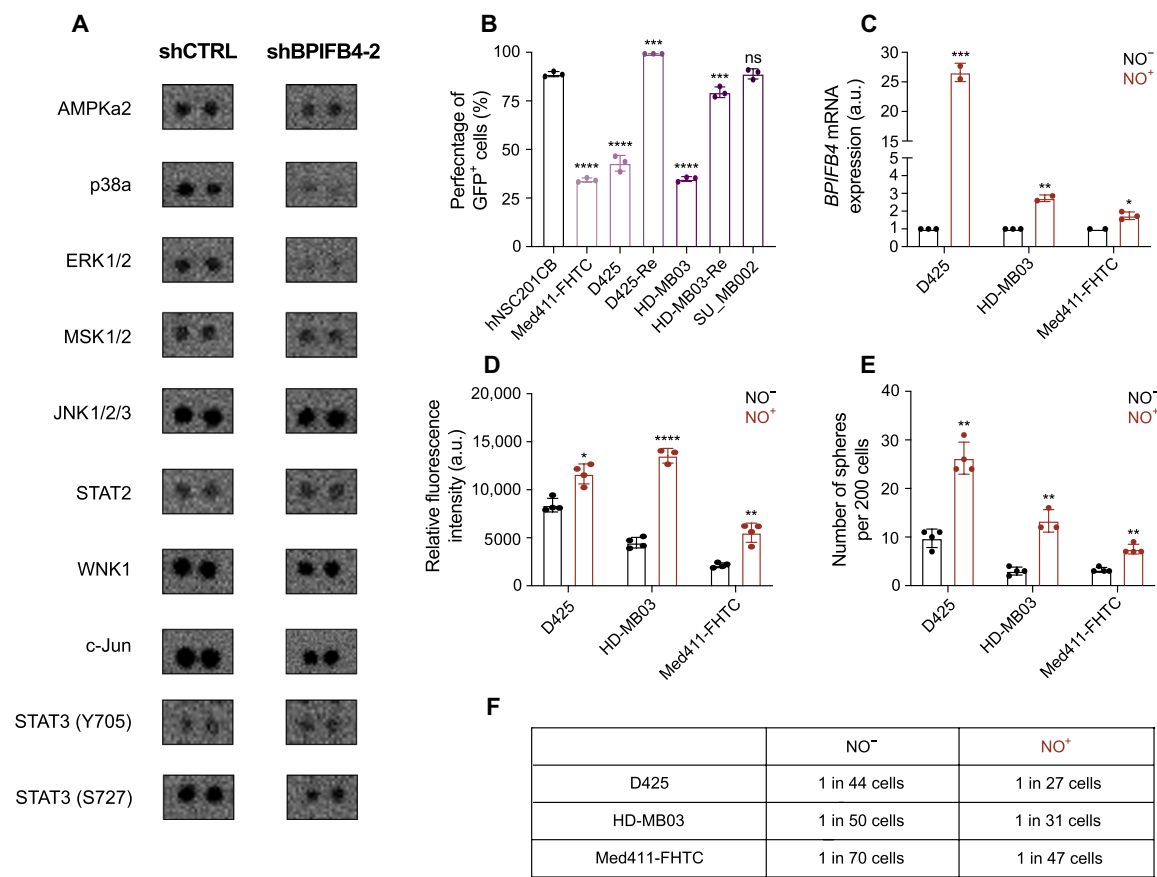 A
shCTRL shBPIFB4-2
AMPKa2
p38a
ERK1/2
MSK1/2
JNK1/2/3
STAT2
WNK1
c-Jun
STAT3 (Y705)
STAT3 (S727)
B
Perfecntage of
GFP+ cells (%)
100
75
50
25
0
****
****
***
****
***
ns
hNSC201CB
Med411-FHTC
D425
D425-Re
HD-MB03
HD-MB03-Re
SU_MB002
C
BPIFB4 mRNA
expression (a.u.)
30
25
20
15
10
5
4
3
2
1
0
***
**
*
NO−
NO+
D425
HD-MB03
Med411-FHTC
D
Relative fluorescence
intensity (a.u.)
20,000
15,000
10,000
5000
0
*
****
**
NO−
NO+
D425
HD-MB03
Med411-FHTC
E
Number of spheres
per 200 cells
40
30
20
10
0
**
**
**
NO−
NO+
D425
HD-MB03
Med411-FHTC
F
NO− NO+
D425 1 in 44 cells 1 in 27 cells
HD-MB03 1 in 50 cells 1 in 31 cells
Med411-FHTC 1 in 70 cells 1 in 47 cells